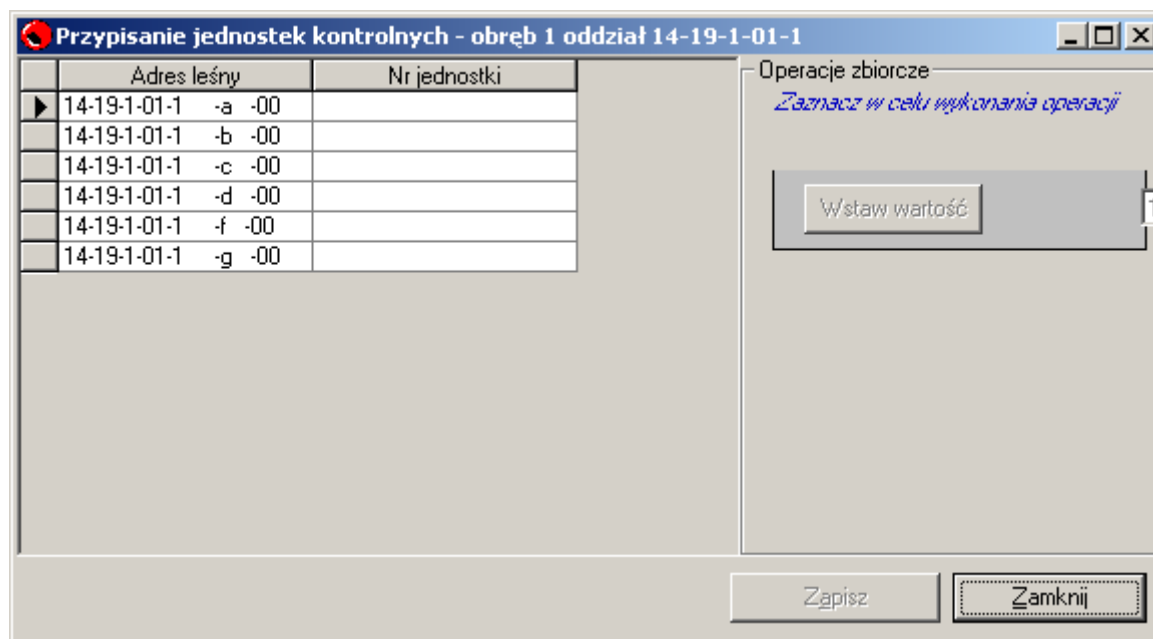 Przypisanie jednostek kontrolnych - obręb 1 oddział 14-19-1-01-1
Adres leśny Nr jednostki
14-19-1-01-1 -a -00
14-19-1-01-1 -b -00
14-19-1-01-1 -c -00
14-19-1-01-1 -d -00
14-19-1-01-1 -f -00
14-19-1-01-1 -g -00
Operacje zbiorcze
Zaznacz w celu wykonania operacji
Wstaw wartość
1
Zapisz Zamknij